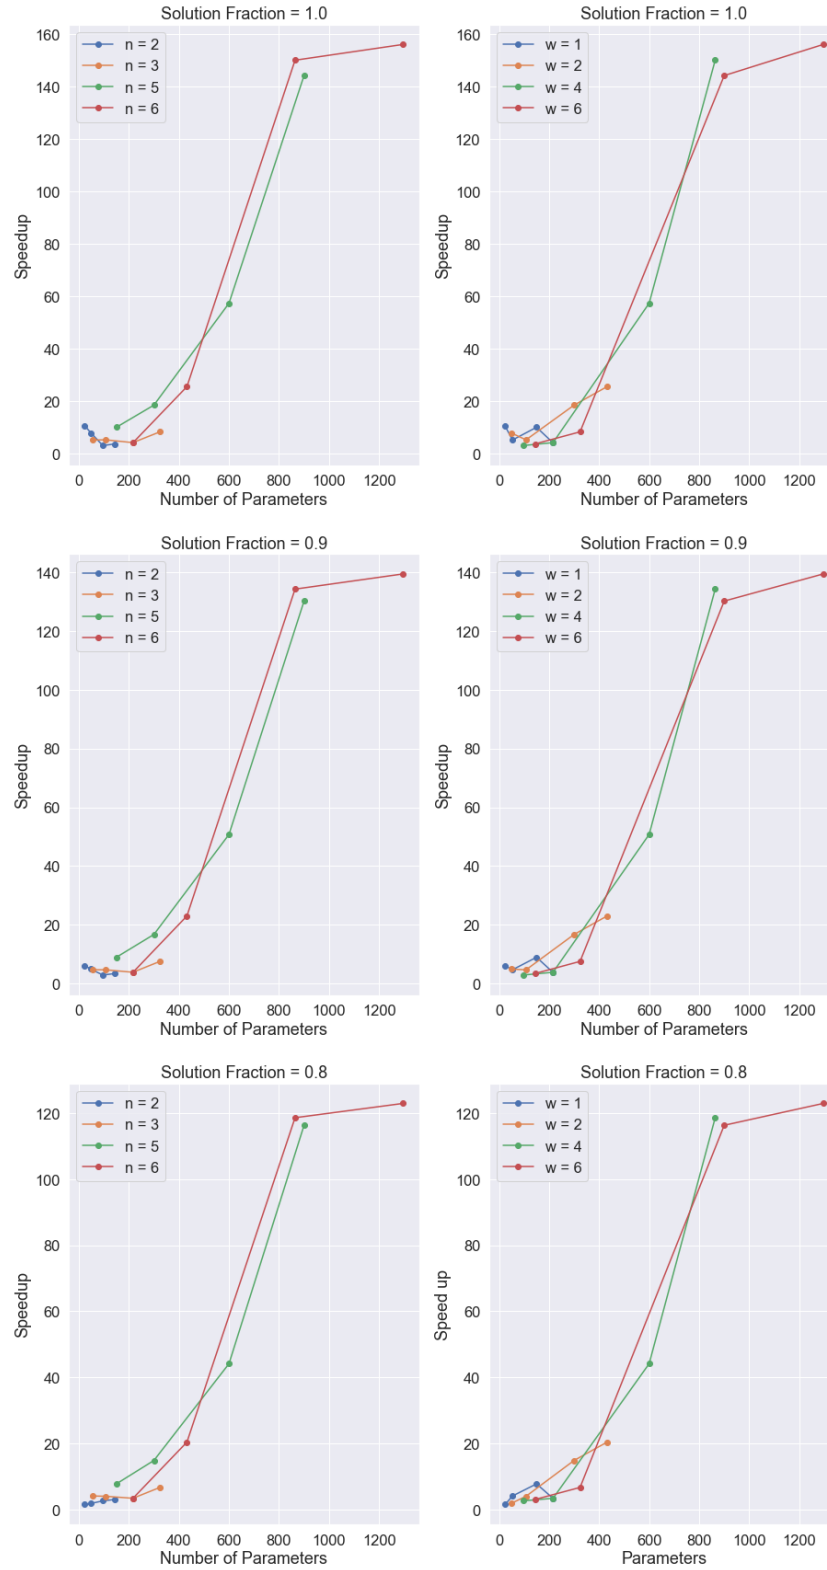 Solution Fraction = 1.0
160
140
120
100
80
60
40
20
0
Speedup
n = 2
n = 3
n = 5
n = 6
0 200 400 600 800 1000 1200
Number of Parameters
Solution Fraction = 1.0
160
140
120
100
80
60
40
20
0
Speedup
w = 1
w = 2
w = 4
w = 6
0 200 400 600 800 1000 1200
Number of Parameters
Solution Fraction = 0.9
140
120
100
80
60
40
20
0
Speedup
n = 2
n = 3
n = 5
n = 6
0 200 400 600 800 1000 1200
Number of Parameters
Solution Fraction = 0.9
140
120
100
80
60
40
20
0
Speedup
w = 1
w = 2
w = 4
w = 6
0 200 400 600 800 1000 1200
Number of Parameters
Solution Fraction = 0.8
120
100
80
60
40
20
0
Speedup
n = 2
n = 3
n = 5
n = 6
0 200 400 600 800 1000 1200
Number of Parameters
Solution Fraction = 0.8
120
100
80
60
40
20
0
Speed up
w = 1
w = 2
w = 4
w = 6
0 200 400 600 800 1000 1200
Parameters